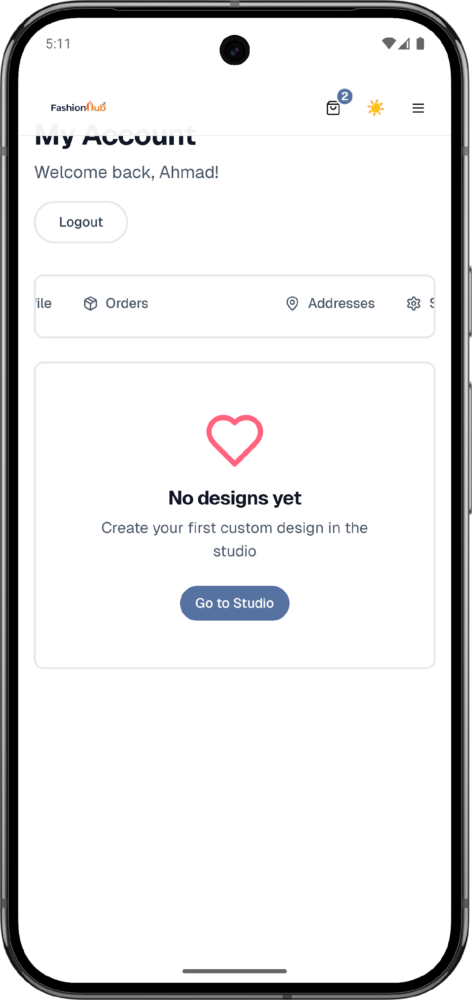 5:11
FashionHub
2
My Account
Welcome back, Ahmad!
Logout
file Orders Addresses S
No designs yet
Create your first custom design in the
studio
Go to Studio